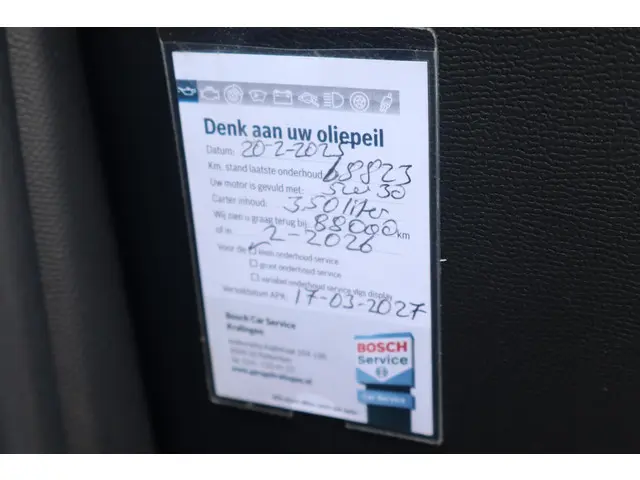 Denk aan uw oliepeil
Datum: 20-2-2025
Km. stand laatste onderhoud 68823
Uw motor is gevuld met: 5w30
Carter inhoud: 3,50 liter
Wij zien u graag terug bij 88000 km
of in 2-2026
Voor de klein onderhoud service
groot onderhoud service
variabel onderhoud service vlgs display
Vervaldatum APK: 17-03-2027
Bosch Car Service
Kralingen
BOSCH
Service
Car Service